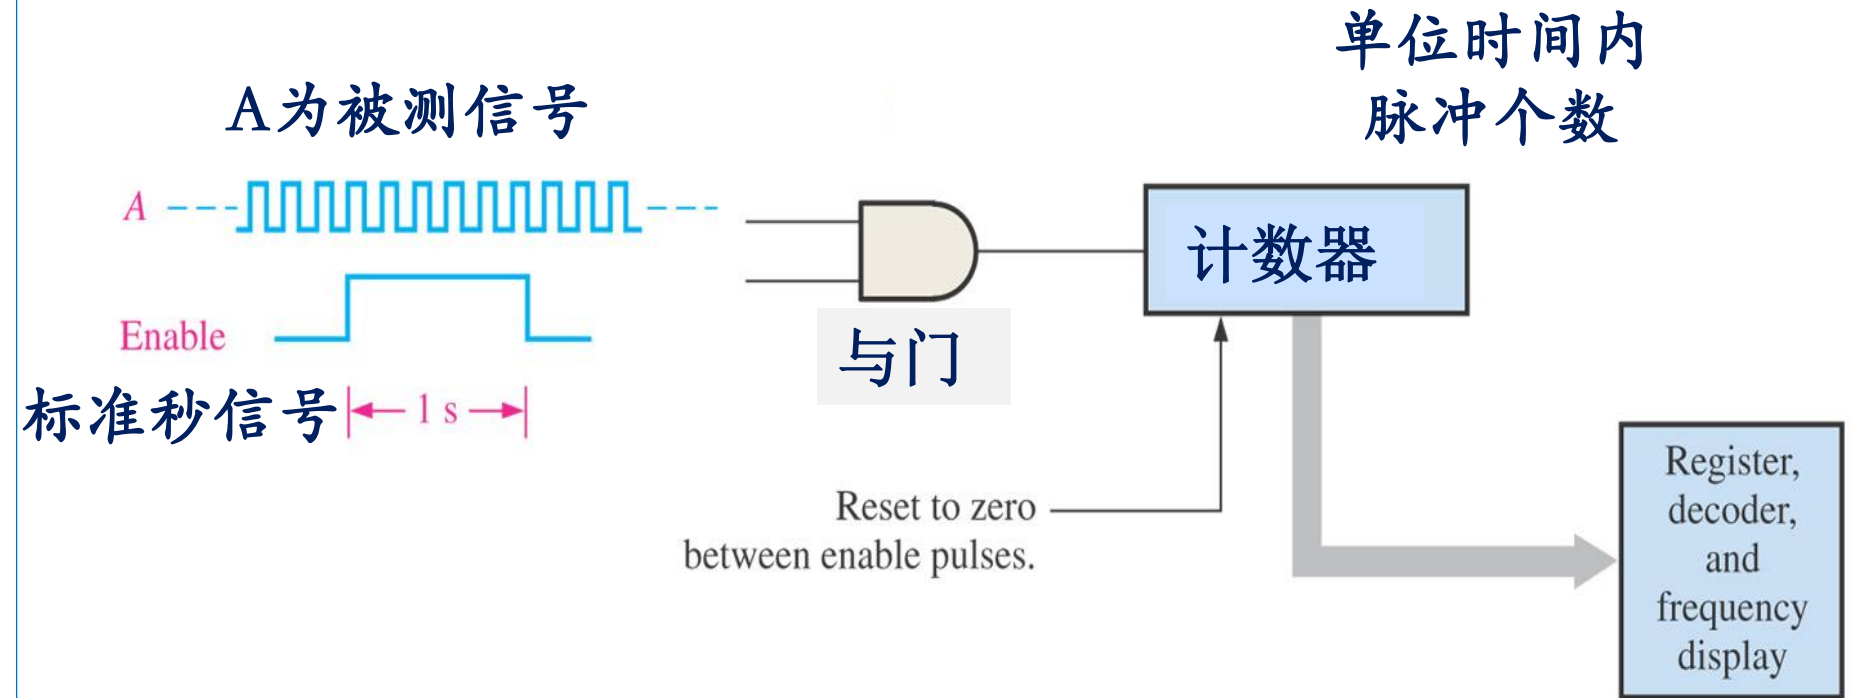 单位时间内
脉冲个数
A为被测信号
A
计数器
Enable
与门
标准秒信号
1 s
Register,
decoder,
and
frequency
display
Reset to zero
between enable pulses.